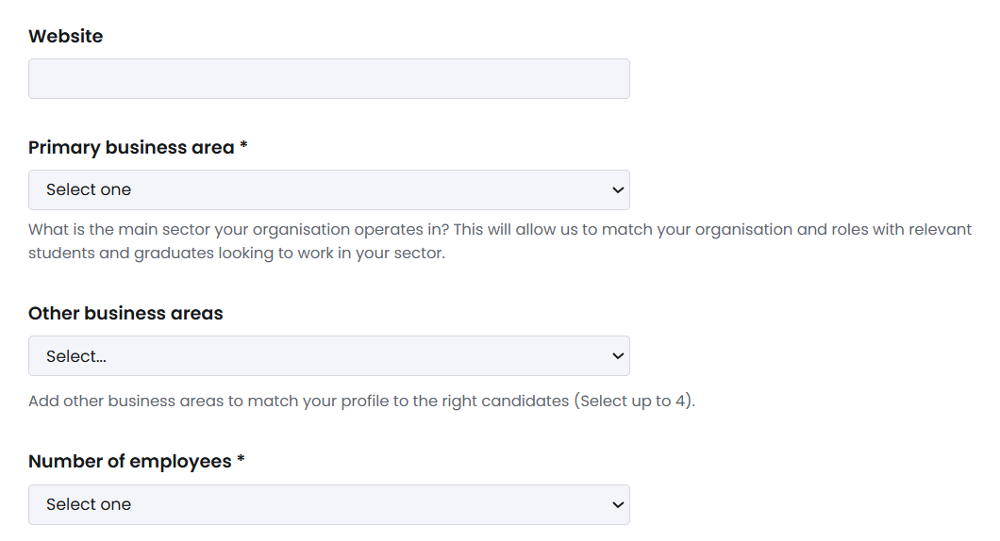 Website
Primary business area *
Select one
What is the main sector your organisation operates in? This will allow us to match your organisation and roles with relevant
students and graduates looking to work in your sector.
Other business areas
Select...
Add other business areas to match your profile to the right candidates (Select up to 4).
Number of employees *
Select one